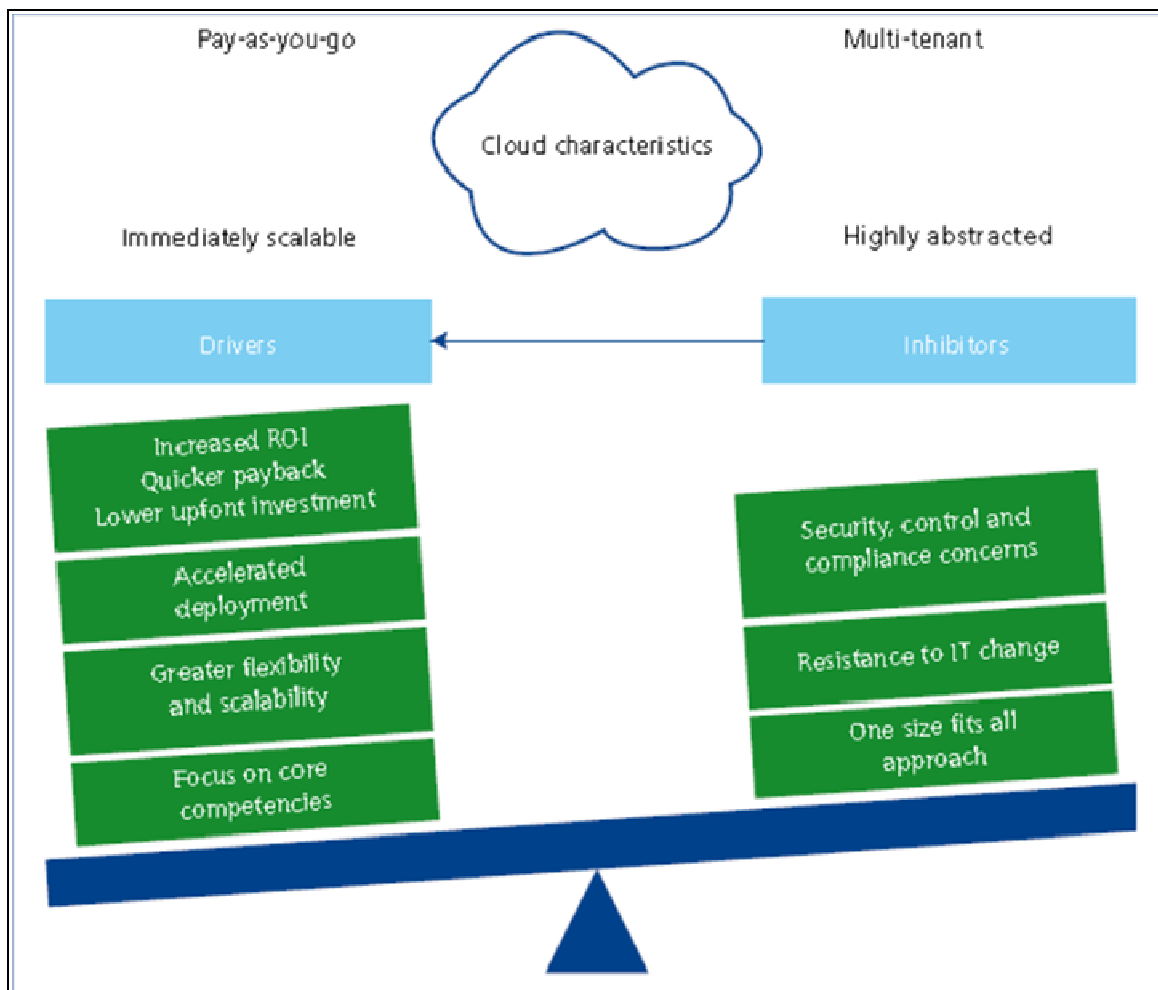 Pay-as-you-go
Multi-tenant
Cloud characteristics
Immediately scalable
Highly abstracted
Drivers
Inhibitors
Increased ROI
Quicker payback
Lower upfont investment
Accelerated
deployment
Greater flexibility
and scalability
Focus on core
competencies
Security, control and
compliance concerns
Resistance to IT change
One size fits all
approach